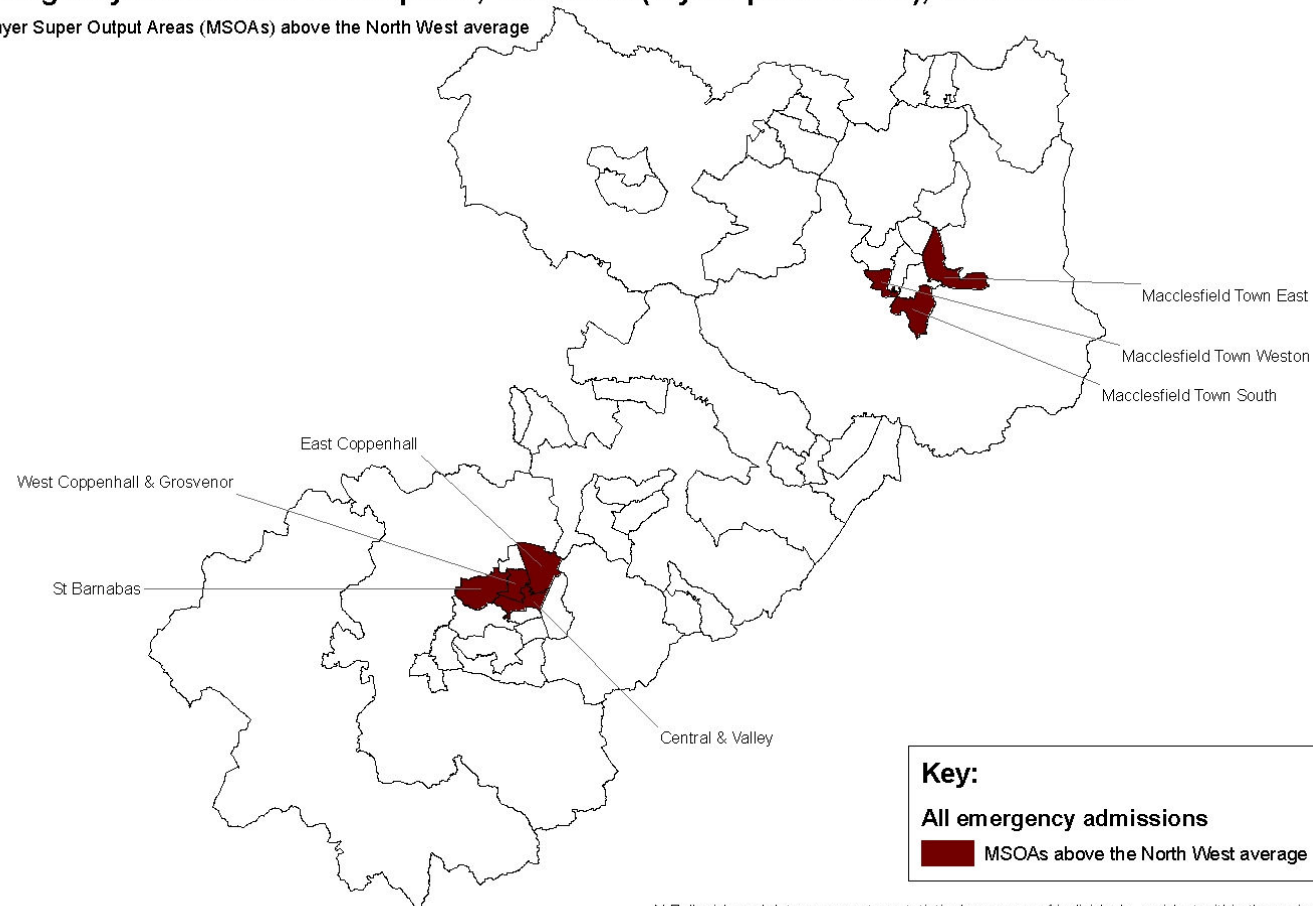 Layer Super Output Areas (MSOAs) above the North West average
Macclesfield Town East
Macclesfield Town Weston
Macclesfield Town South
East Coppenhall
West Coppenhall & Grosvenor
St Barnabas
Central & Valley
Key:
All emergency admissions
MSOAs above the North West average